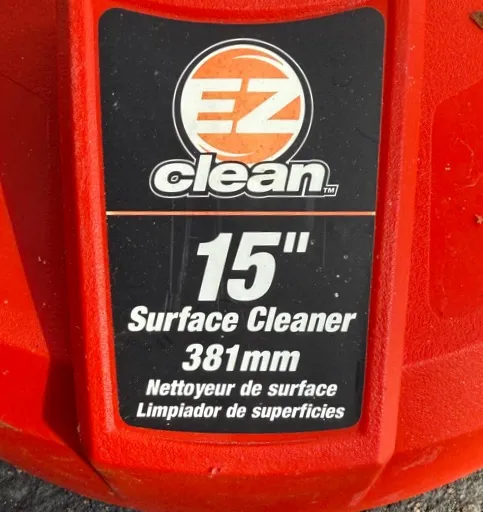 EZ
clean™
15"
Surface Cleaner
381mm
Nettoyeur de surface
Limpiador de superficies